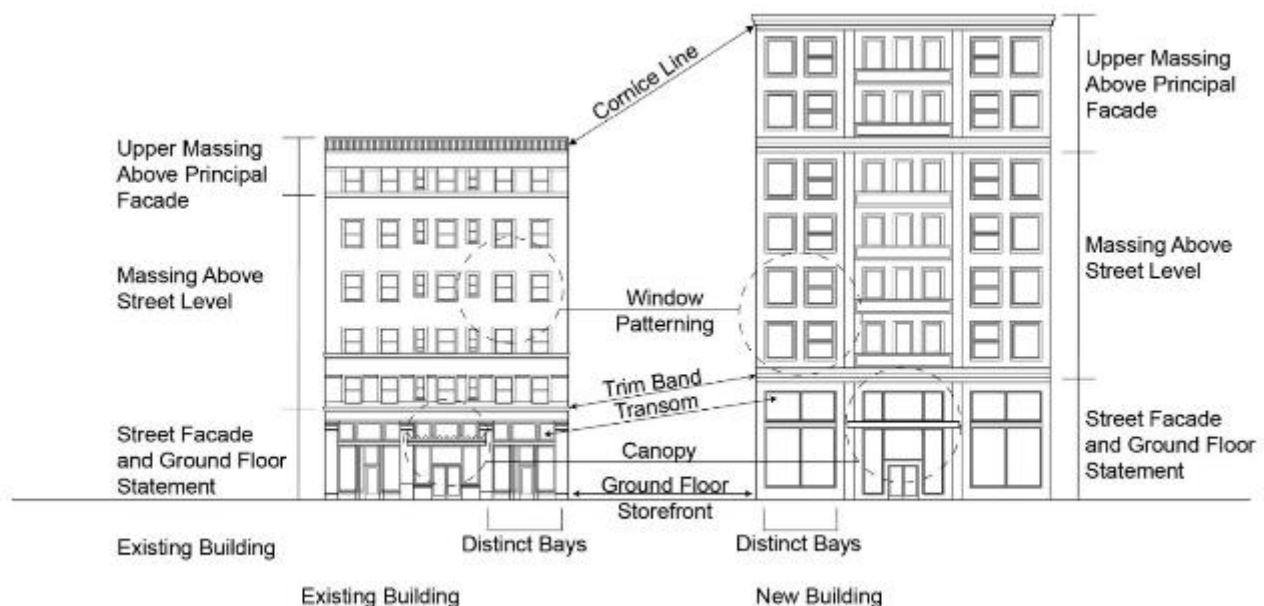 Cornice Line
Upper Massing
Above Principal
Facade
Upper Massing
Above Principal
Facade
Massing Above
Street Level
Massing Above
Street Level
Window
Patterning
Trim Band
Transom
Street Facade
and Ground Floor
Statement
Canopy
Street Facade
and Ground Floor
Statement
Ground Floor
Storefront
Existing Building
Distinct Bays
Distinct Bays
Existing Building
New Building